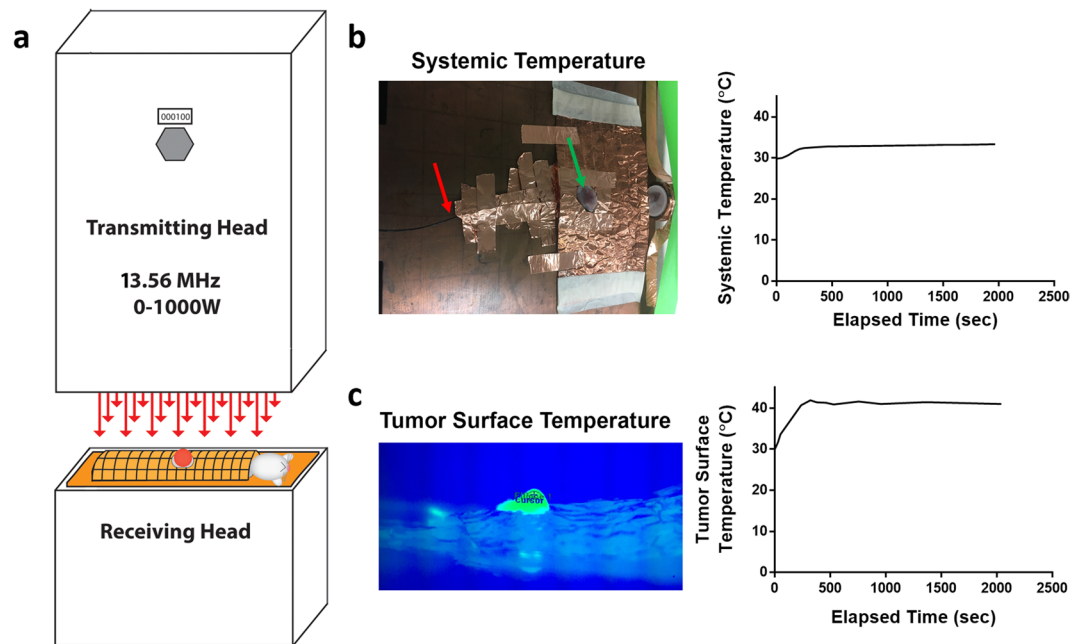 a
000100
Transmitting Head
13.56 MHz
0-1000W
Receiving Head
b
Systemic Temperature
Systemic Temperature (°C)
40
30
20
10
0
0 500 1000 1500 2000 2500
Elapsed Time (sec)
c
Tumor Surface Temperature
Cursor
Tumor Surface
Temperature (°C)
40
30
20
10
0
0 500 1000 1500 2000 2500
Elapsed Time (sec)